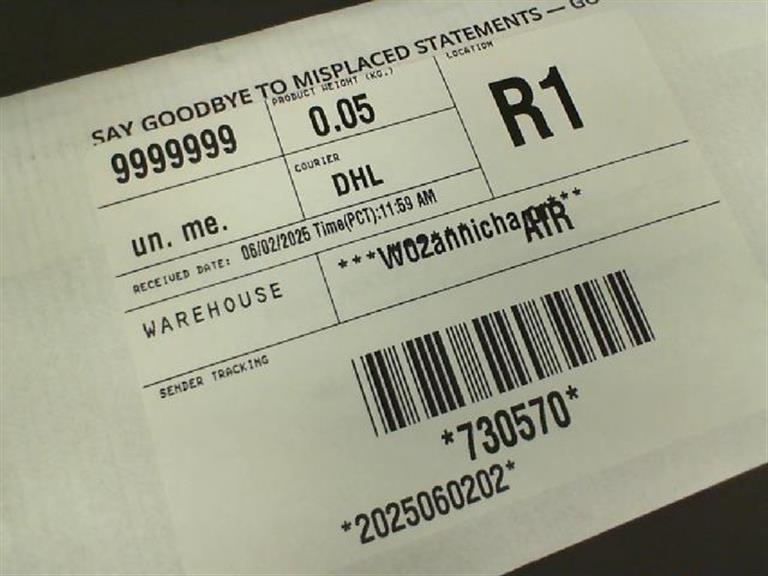 SAY GOODBYE TO MISPLACED STATEMENTS — GO
9999999
PRODUCT WEIGHT (KG.)
0.05
LOCATION
R1
un. me.
COURIER
DHL
RECEIVED DATE: 06/02/2025 Time(PCT):11:59 AM
WAREHOUSE
AIR
SENDER TRACKING
*730570*
*2025060202*